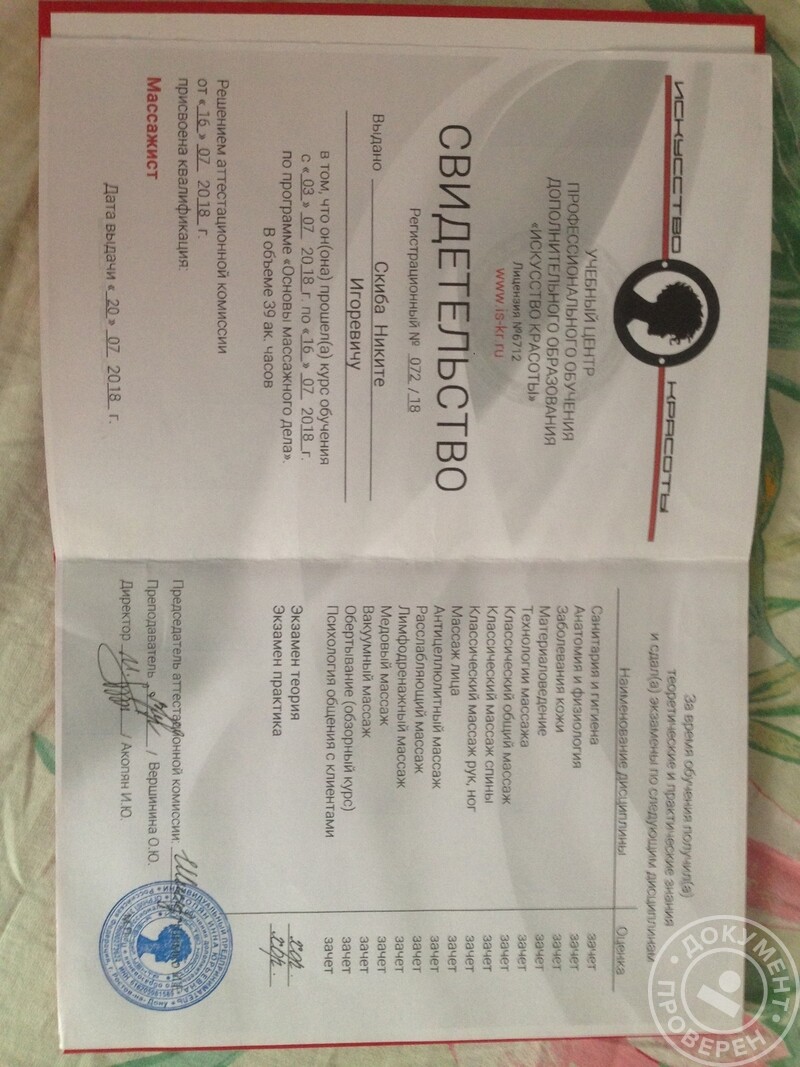 ИСКУССТВО КРАСОТЫ
УЧЕБНЫЙ ЦЕНТР
ПРОФЕССИОНАЛЬНОГО ОБУЧЕНИЯ
ДОПОЛНИТЕЛЬНОГО ОБРАЗОВАНИЯ
«ИСКУССТВО КРАСОТЫ»
Лицензия №6712
www.is-kr.ru
СВИДЕТЕЛЬСТВО
Регистрационный № 072 /18
Выдано Скиба Никите
Игоревичу
в том, что он(она) прошел(а) курс обучения
с « 03 » 07 2018 г. по « 16 » 07 2018 г.
по программе «Основы массажного дела».
В объеме 39 ак. часов
Решением аттестационной комиссии
от « 16 » 07 2018 г.
присвоена квалификация:
Массажист
Дата выдачи « 20 » 07 2018 г.
За время обучения получил(а)
теоретические и практические знания
и сдал(а) экзамены по следующим дисциплинам
Наименование дисциплины Оценка
Санитария и гигиена зачет
Анатомия и физиология зачет
Заболевания кожи зачет
Материаловедение зачет
Технологии массажа зачет
Классический общий массаж зачет
Классический массаж спины зачет
Классический массаж рук, ног зачет
Массаж лица зачет
Антицеллюлитный массаж зачет
Расслабляющий массаж зачет
Лимфодренажный массаж зачет
Медовый массаж зачет
Вакуумный массаж зачет
Обертывание (обзорный курс) зачет
Психология общения с клиентами зачет
Экзамен теория хор.
Экзамен практика хор.
Председатель аттестационной комиссии:
Преподаватель / Вершинина О.Ю.
Директор / Акопян И.Ю.
ДОКУМЕНТ
ПРОВЕРЕН